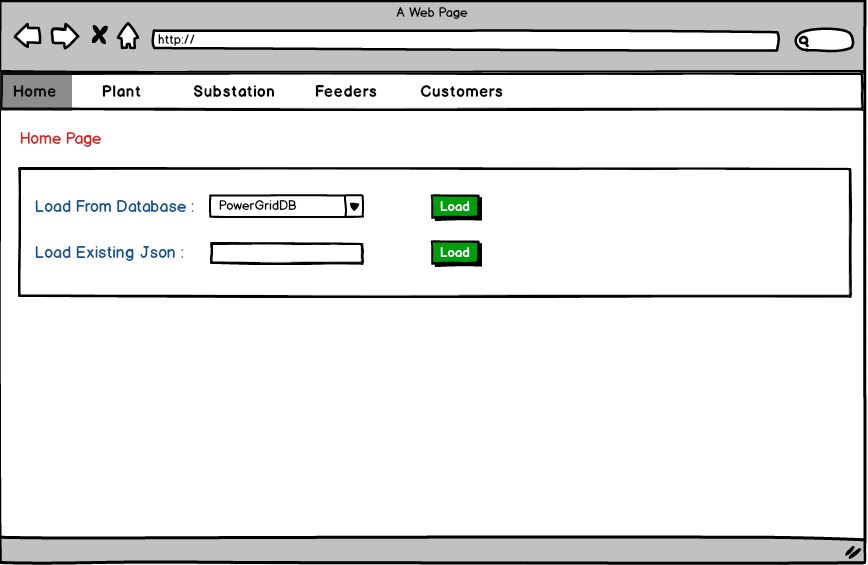 A Web Page
http://
Home Plant Substation Feeders Customers
Home Page
Load From Database : PowerGridDB Load
Load Existing Json : Load